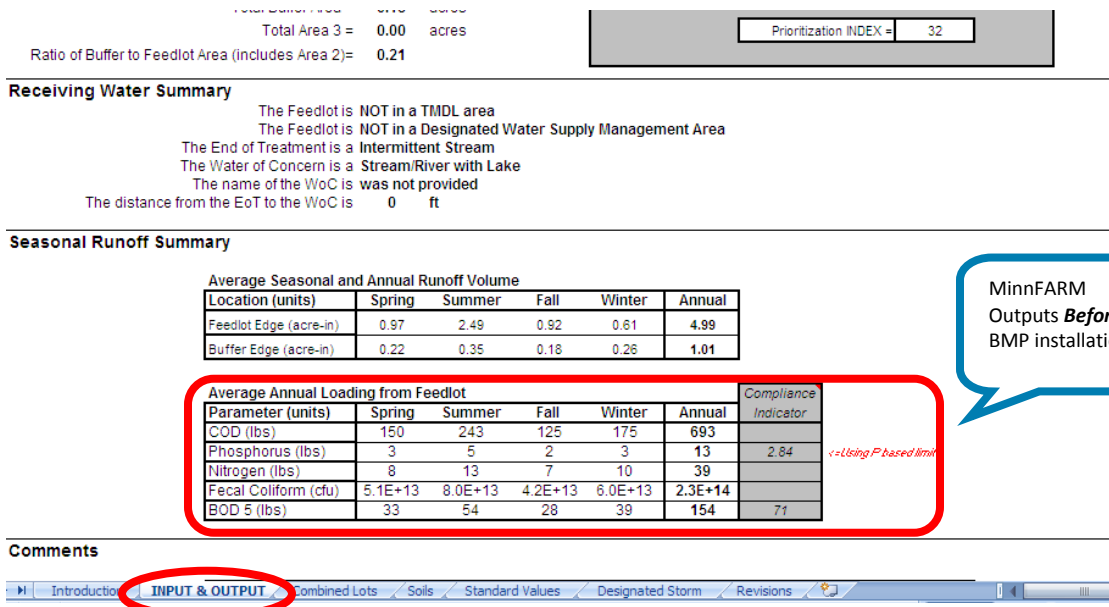 Total Area 3 = 0.00 acres
Prioritization INDEX = 32
Ratio of Buffer to Feedlot Area (includes Area 2)= 0.21
Receiving Water Summary
The Feedlot is NOT in a TMDL area
The Feedlot is NOT in a Designated Water Supply Management Area
The End of Treatment is a Intermittent Stream
The Water of Concern is a Stream/River with Lake
The name of the WoC is was not provided
The distance from the EoT to the WoC is 0 ft
Seasonal Runoff Summary
Average Seasonal and Annual Runoff Volume
Location (units) Spring Summer Fall Winter Annual
Feedlot Edge (acre-in) 0.97 2.49 0.92 0.61 4.99
Buffer Edge (acre-in) 0.22 0.35 0.18 0.26 1.01
MinnFARM
Outputs Befor
BMP installati
Average Annual Loading from Feedlot Compliance
Parameter (units) Spring Summer Fall Winter Annual Indicator
COD (lbs) 150 243 125 175 693
Phosphorus (lbs) 3 5 2 3 13 2.84 <=Using P based limit
Nitrogen (lbs) 8 13 7 10 39
Fecal Coliform (cfu) 5.1E+13 8.0E+13 4.2E+13 6.0E+13 2.3E+14
BOD 5 (lbs) 33 54 28 39 154 71
Comments
Introduction INPUT & OUTPUT Combined Lots Soils Standard Values Designated Storm Revisions